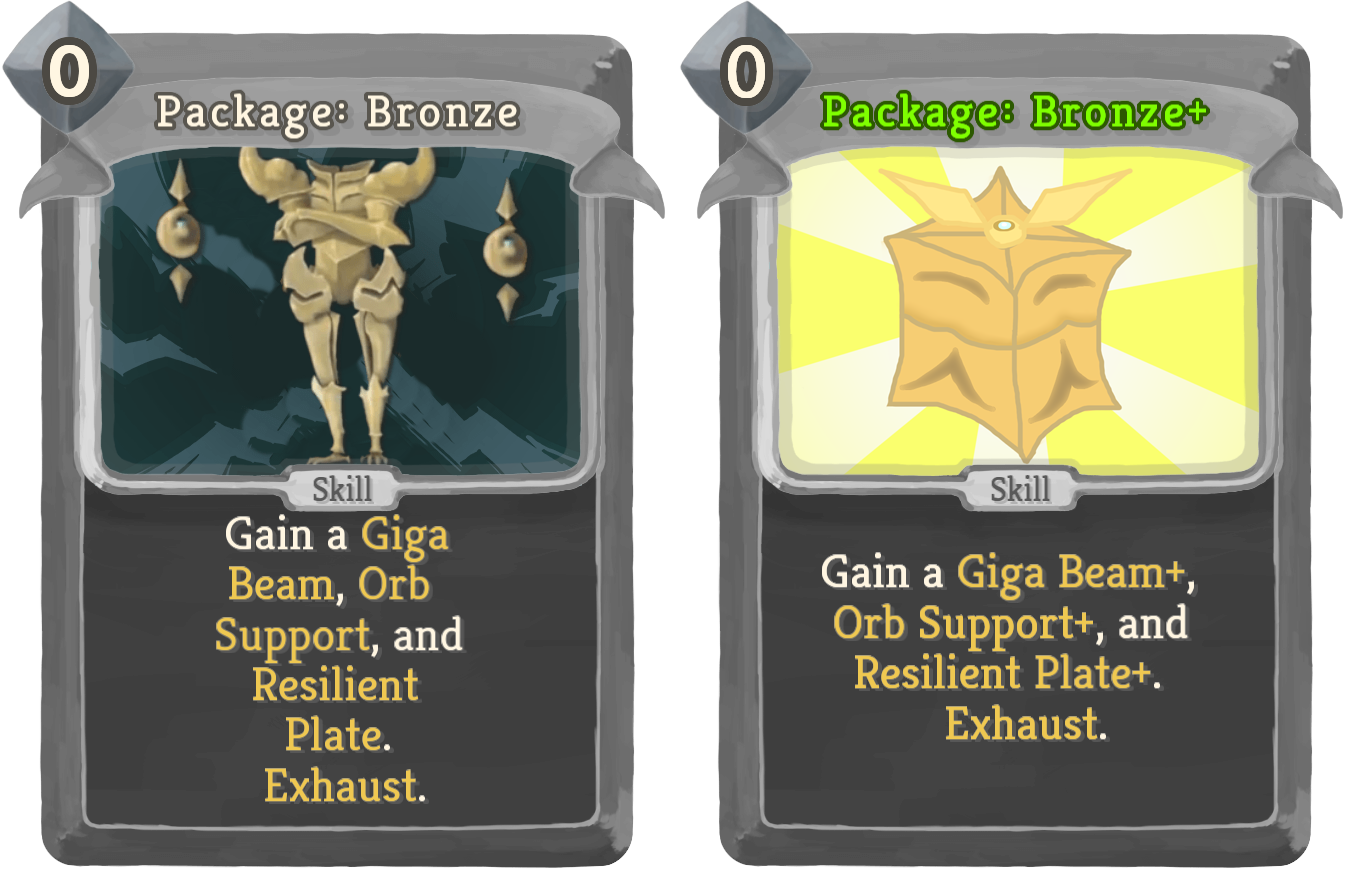 0
Package: Bronze
Skill
Gain a Giga
Beam, Orb
Support, and
Resilient
Plate.
Exhaust.
0
Package: Bronze+
Skill
Gain a Giga Beam+,
Orb Support+, and
Resilient Plate+.
Exhaust.